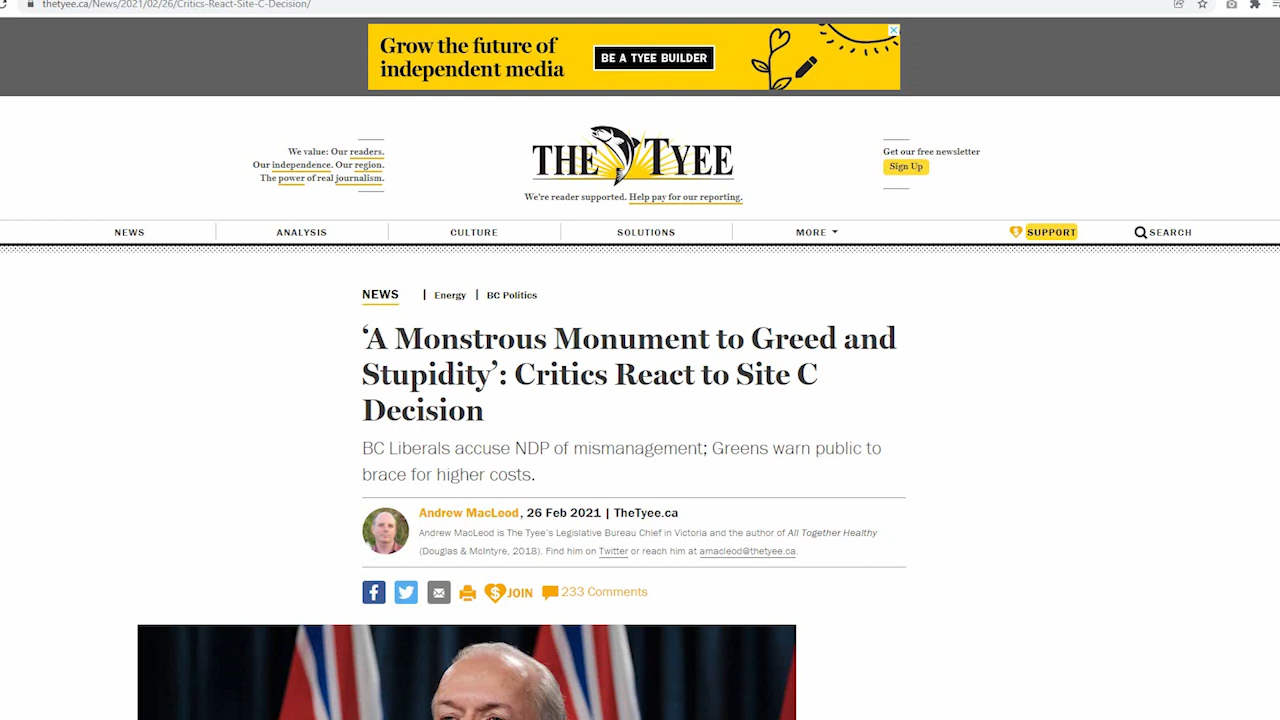 thetyee.ca/News/2021/02/26/Critics-React-Site-C-Decision/
Grow the future of
independent media
BE A TYEE BUILDER
We value: Our readers.
Our independence. Our region.
The power of real journalism.
THE TYEE
We're reader supported. Help pay for our reporting.
Get our free newsletter
Sign Up
NEWS
ANALYSIS
CULTURE
SOLUTIONS
MORE
SUPPORT
SEARCH
NEWS | Energy | BC Politics
‘A Monstrous Monument to Greed and
Stupidity’: Critics React to Site C
Decision
BC Liberals accuse NDP of mismanagement; Greens warn public to
brace for higher costs.
Andrew MacLeod, 26 Feb 2021 | TheTyee.ca
Andrew MacLeod is The Tyee's Legislative Bureau Chief in Victoria and the author of All Together Healthy
(Douglas & McIntyre, 2018). Find him on Twitter or reach him at amacleod@thetyee.ca.
JOIN
233 Comments